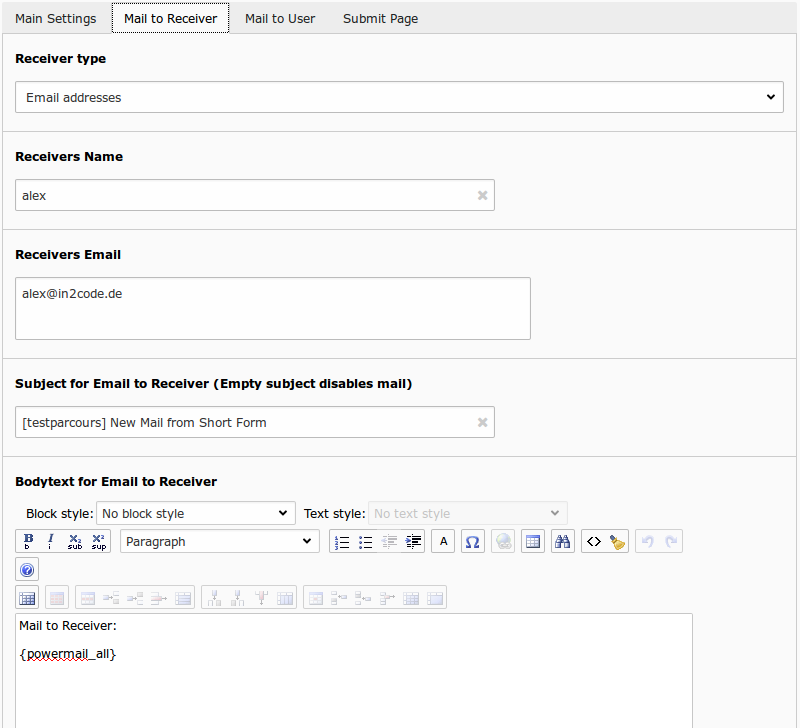 Main Settings Mail to Receiver Mail to User Submit Page
Receiver type
Email addresses
Receivers Name
alex
Receivers Email
alex@in2code.de
Subject for Email to Receiver (Empty subject disables mail)
[testparcours] New Mail from Short Form
Bodytext for Email to Receiver
Block style: No block style Text style: No text style
B b I i X₂ sub X² sup Paragraph A Ω <>
Mail to Receiver:
{powermail_all}